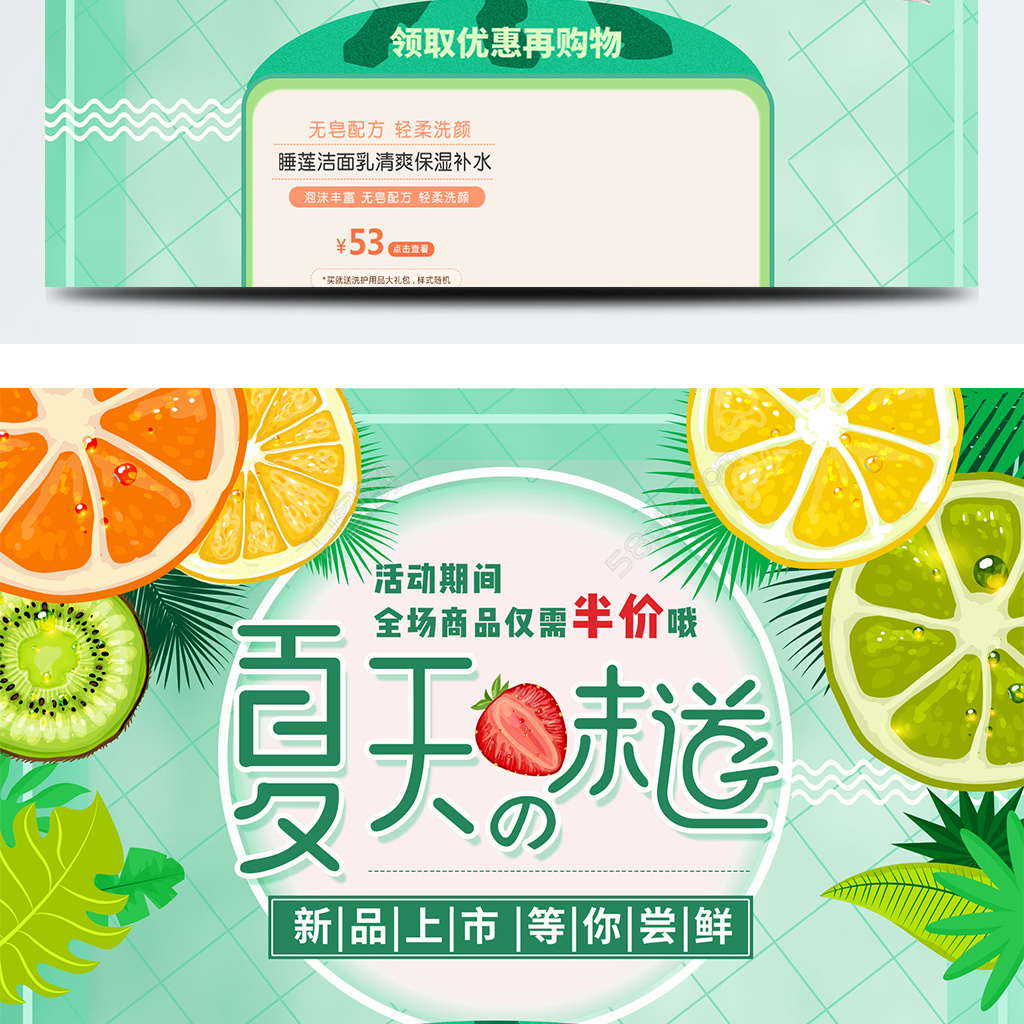 领取优惠再购物
无皂配方 轻柔洗颜
睡莲洁面乳清爽保湿补水
泡沫丰富 无皂配方 轻柔洗颜
¥53 点击查看
*买就送洗护用品大礼包,样式随机
活动期间
全场商品仅需半价哦
夏天の味道
新|品|上|市|等|你|尝|鲜